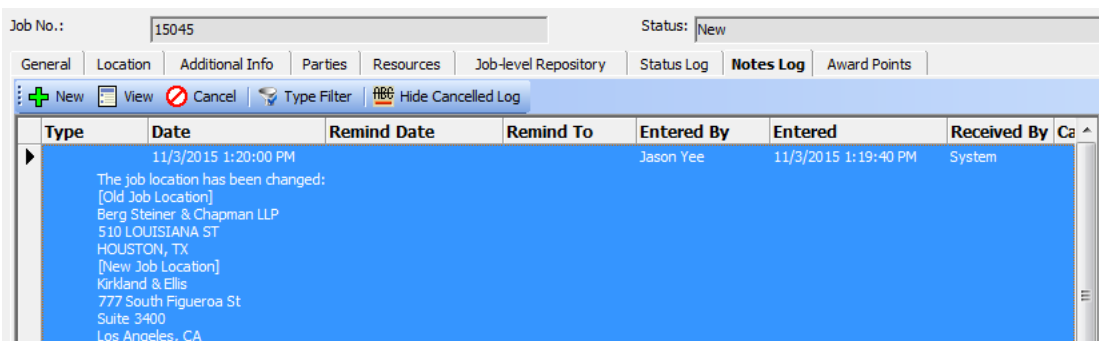 Job No.: 15045 Status: New
General Location Additional Info Parties Resources Job-level Repository Status Log Notes Log Award Points
New View Cancel Type Filter ABC Hide Cancelled Log
Type Date Remind Date Remind To Entered By Entered Received By Ca
11/3/2015 1:20:00 PM Jason Yee 11/3/2015 1:19:40 PM System
The job location has been changed:
[Old Job Location]
Berg Steiner & Chapman LLP
510 LOUISIANA ST
HOUSTON, TX
[New Job Location]
Kirkland & Ellis
777 South Figueroa St
Suite 3400
Los Angeles, CA